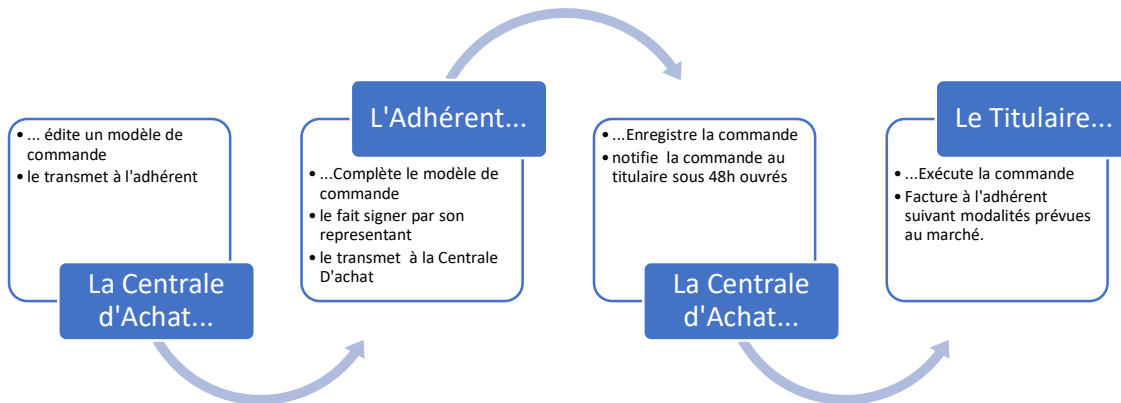 • ... édite un modèle de
commande
• le transmet à l'adhérent
La Centrale
d'Achat...
L'Adhérent...
• ...Complète le modèle de
commande
• le fait signer par son
representant
• le transmet à la Centrale
D'achat
• ...Enregistre la commande
• notifie la commande au
titulaire sous 48h ouvrés
La Centrale
d'Achat...
Le Titulaire...
• ...Exécute la commande
• Facture à l'adhérent
suivant modalités prévues
au marché.